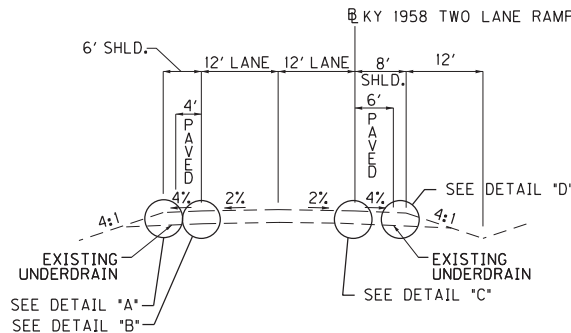 ℄ KY 1958 TWO LANE RAMP
6' SHLD.
12' LANE
12' LANE
8'
SHLD.
12'
4'
PAVED
6'
PAVED
4%
2%
2%
4%
SEE DETAIL "D"
4:1
4:1
EXISTING
UNDERDRAIN
EXISTING
UNDERDRAIN
SEE DETAIL "A"
SEE DETAIL "B"
SEE DETAIL "C"